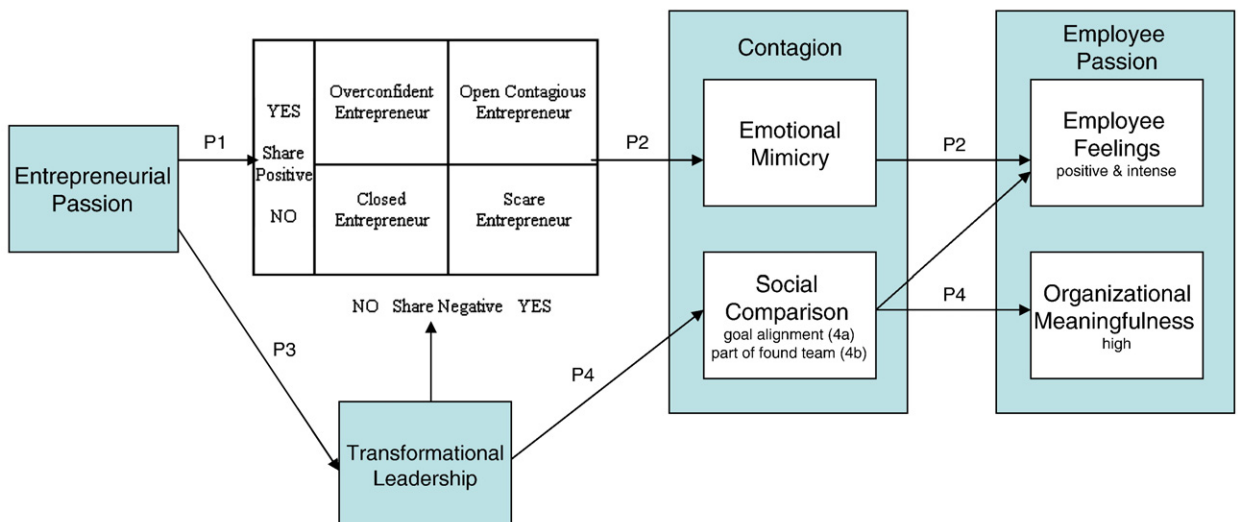 Entrepreneurial
Passion
P1
P3
YES
Share
Positive
NO
Overconfident
Entrepreneur
Open Contagious
Entrepreneur
Closed
Entrepreneur
Scare
Entrepreneur
NO Share Negative YES
Transformational
Leadership
P2
P4
Contagion
Emotional
Mimicry
Social
Comparison
goal alignment (4a)
part of found team (4b)
P2
P4
Employee
Passion
Employee
Feelings
positive & intense
Organizational
Meaningfulness
high